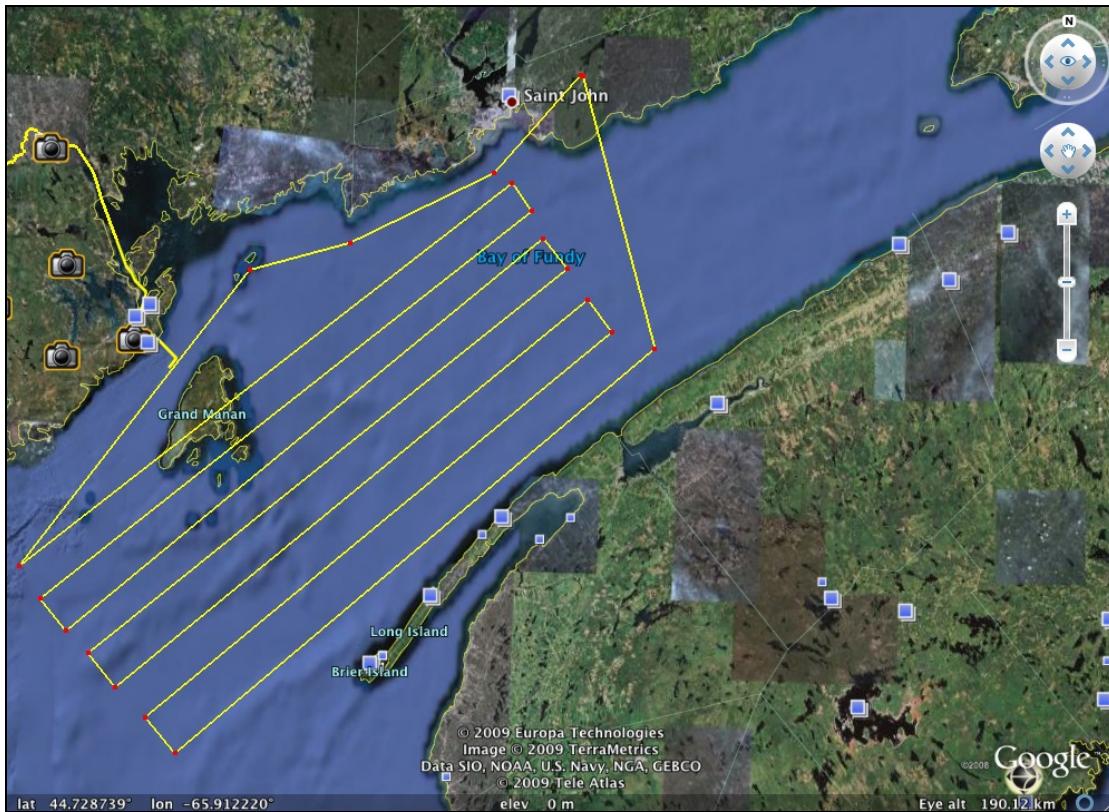 N
Saint John
Bay of Fundy
Grand Manan
Long Island
Brier Island
© 2009 Europa Technologies
Image © 2009 TerraMetrics
Data SIO, NOAA, U.S. Navy, NGA, GEBCO
© 2009 Tele Atlas
©2008 Google™
lat 44.728739° lon -65.912220° elev 0 m Eye alt 190.12 km